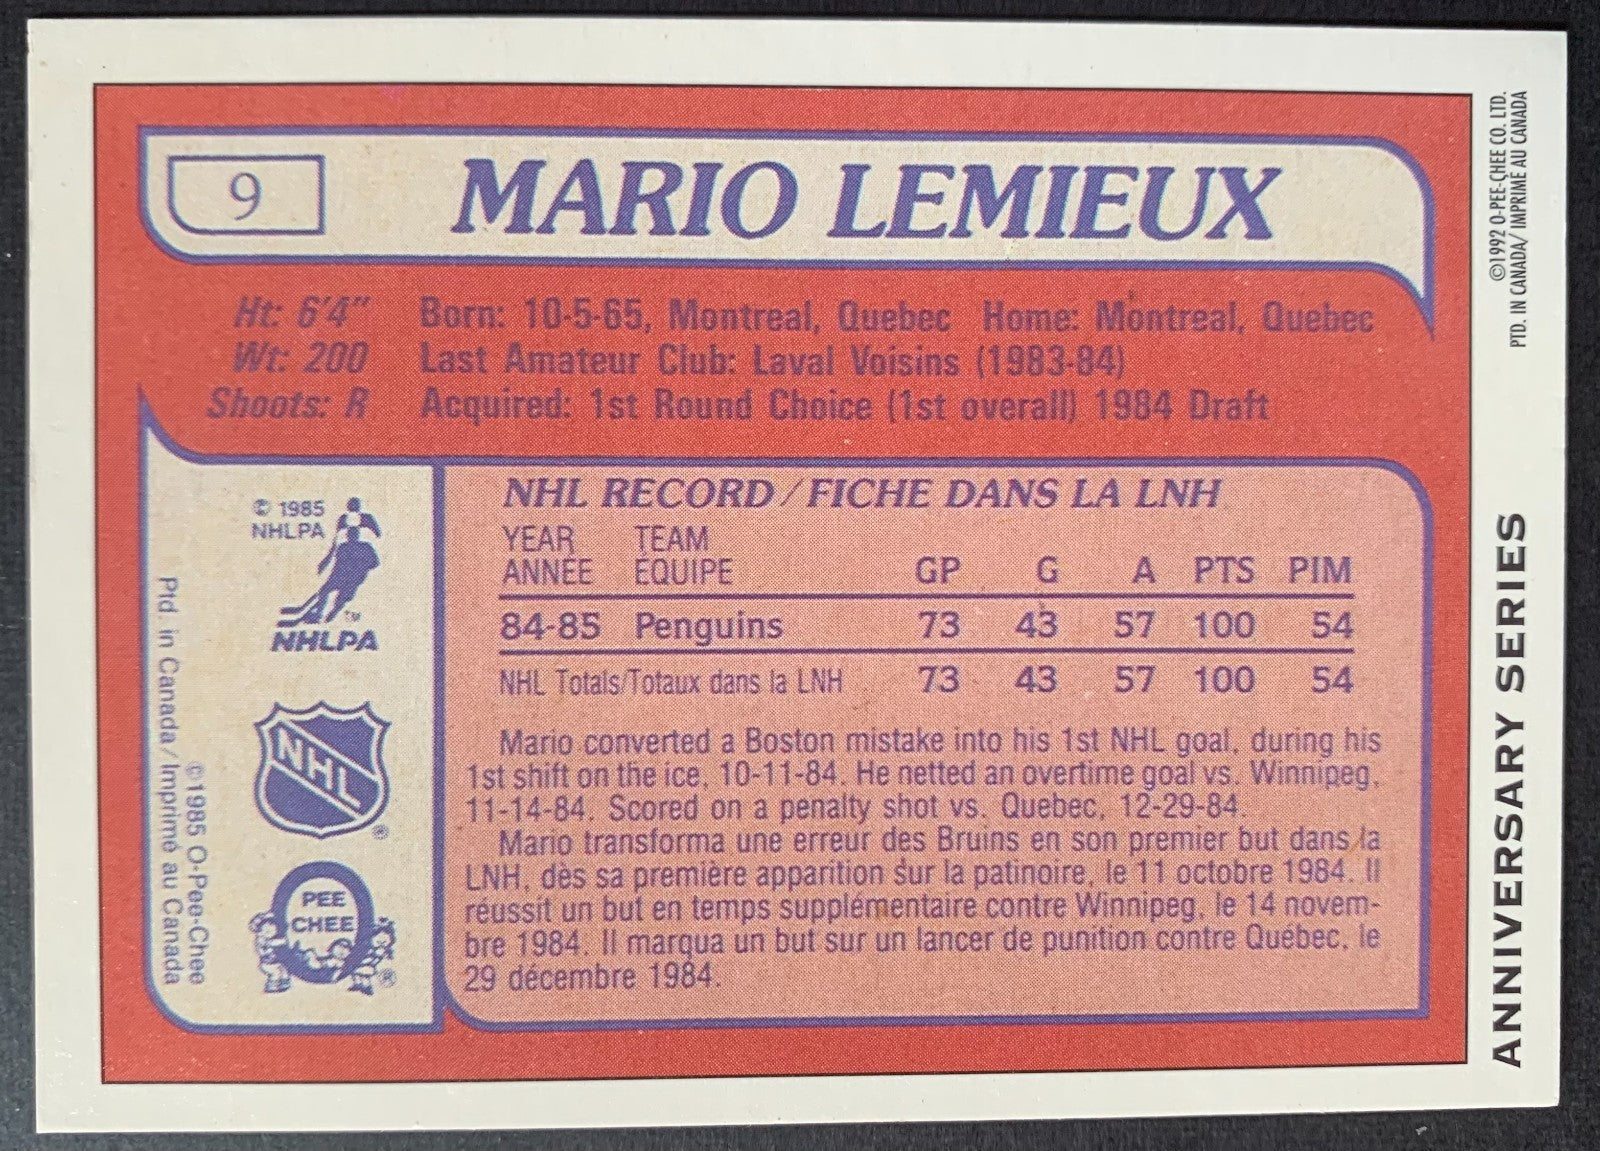 9
MARIO LEMIEUX
Ht: 6'4" Born: 10-5-65, Montreal, Quebec Home: Montreal, Quebec
Wt: 200 Last Amateur Club: Laval Voisins (1983-84)
Shoots: R Acquired: 1st Round Choice (1st overall) 1984 Draft
© 1985
NHLPA
™
NHLPA
NHL
®
PEE
CHEE
®
©1985 O-Pee-Chee
Ptd. in Canada/Imprimé au Canada
NHL RECORD/FICHE DANS LA LNH
YEAR TEAM
ANNÉE ÉQUIPE GP G A PTS PIM
84-85 Penguins 73 43 57 100 54
NHL Totals/Totaux dans la LNH 73 43 57 100 54
Mario converted a Boston mistake into his 1st NHL goal, during his
1st shift on the ice, 10-11-84. He netted an overtime goal vs. Winnipeg,
11-14-84. Scored on a penalty shot vs. Quebec, 12-29-84.
Mario transforma une erreur des Bruins en son premier but dans la
LNH, dès sa première apparition sur la patinoire, le 11 octobre 1984. Il
réussit un but en temps supplémentaire contre Winnipeg, le 14 novem-
bre 1984. Il marqua un but sur un lancer de punition contre Québec, le
29 décembre 1984.
©1992 O-PEE-CHEE CO. LTD.
PTD. IN CANADA/ IMPRIME AU CANADA
ANNIVERSARY SERIES